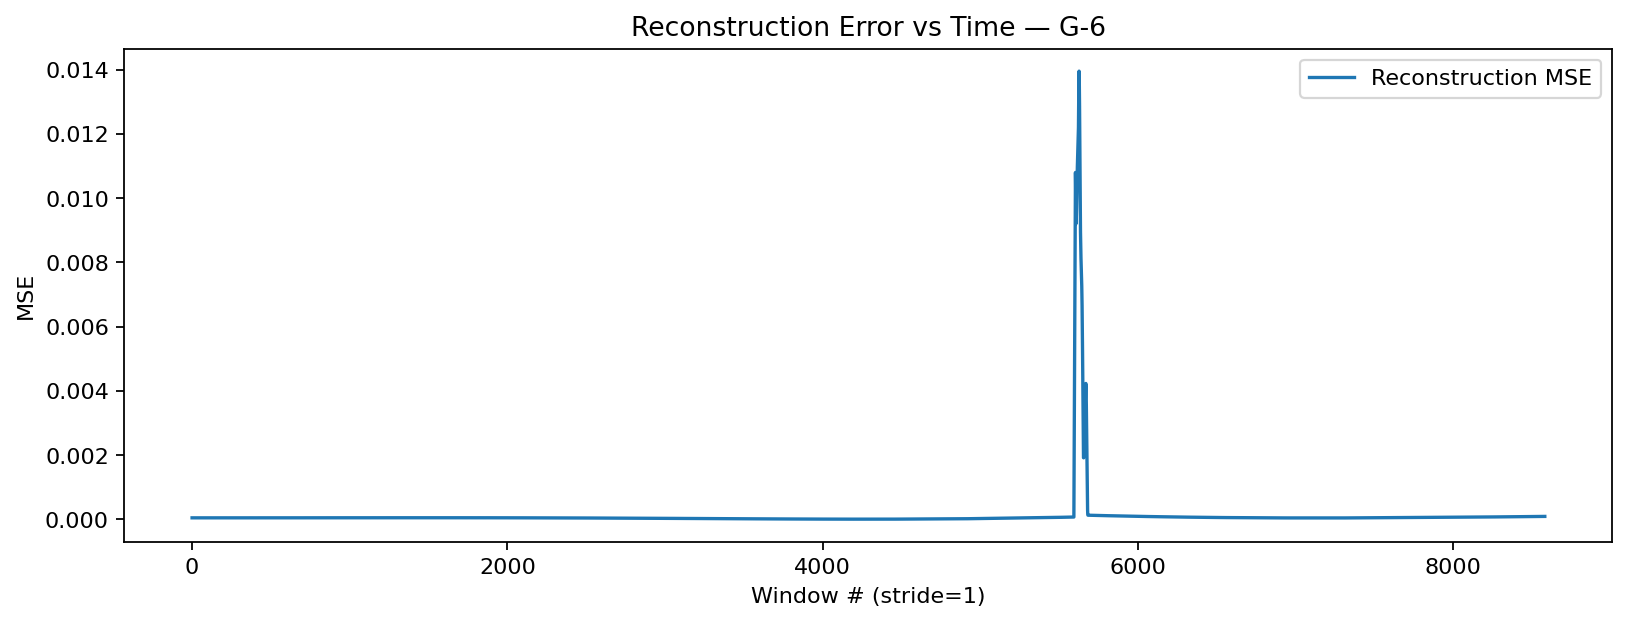 Reconstruction Error vs Time — G-6
Reconstruction MSE
MSE
0.014
0.012
0.010
0.008
0.006
0.004
0.002
0.000
0 2000 4000 6000 8000
Window # (stride=1)